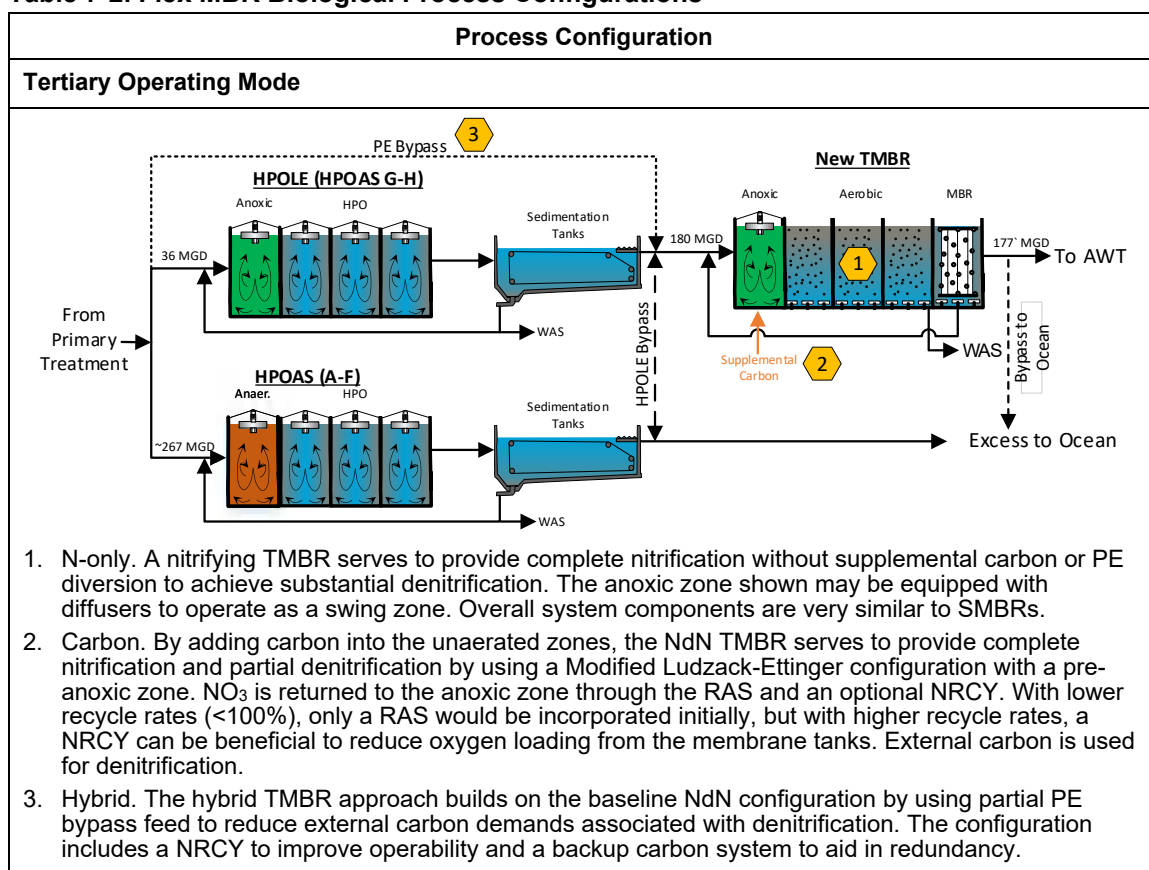 Process Configuration
Tertiary Operating Mode
PE Bypass
3
HPOLE (HPOAS G-H)
Anoxic
HPO
Sedimentation
Tanks
36 MGD
WAS
New TMBR
Anoxic
Aerobic
MBR
180 MGD
1
177` MGD
To AWT
Supplemental
Carbon
2
WAS
Bypass to
Ocean
From
Primary
Treatment
HPOLE Bypass
HPOAS (A-F)
Anaer.
HPO
Sedimentation
Tanks
~267 MGD
WAS
Excess to Ocean
1. N-only. A nitrifying TMBR serves to provide complete nitrification without supplemental carbon or PE
diversion to achieve substantial denitrification. The anoxic zone shown may be equipped with
diffusers to operate as a swing zone. Overall system components are very similar to SMBRs.
2. Carbon. By adding carbon into the unaerated zones, the NdN TMBR serves to provide complete
nitrification and partial denitrification by using a Modified Ludzack-Ettinger configuration with a pre-
anoxic zone. NO₃ is returned to the anoxic zone through the RAS and an optional NRCY. With lower
recycle rates (<100%), only a RAS would be incorporated initially, but with higher recycle rates, a
NRCY can be beneficial to reduce oxygen loading from the membrane tanks. External carbon is used
for denitrification.
3. Hybrid. The hybrid TMBR approach builds on the baseline NdN configuration by using partial PE
bypass feed to reduce external carbon demands associated with denitrification. The configuration
includes a NRCY to improve operability and a backup carbon system to aid in redundancy.